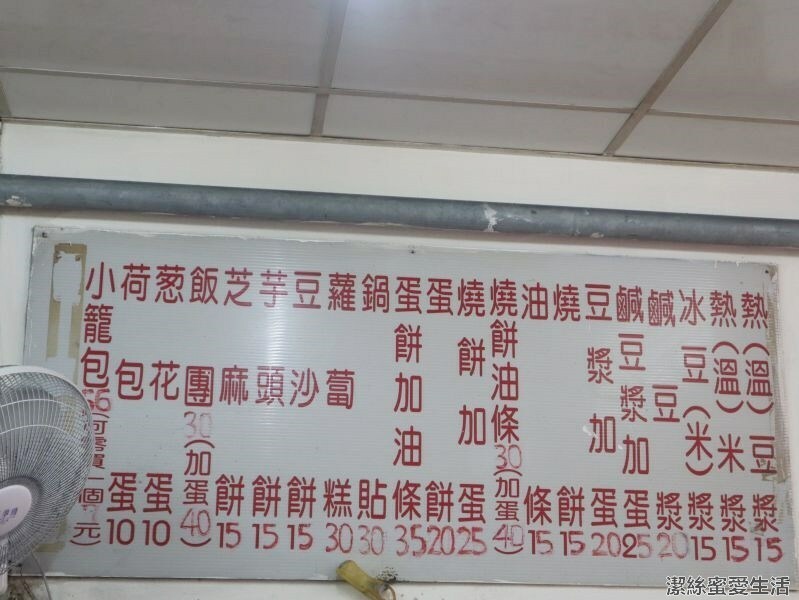 熱(溫)豆漿15
熱(溫)米漿15
冰豆(米)漿15
鹹豆漿20
鹹豆漿加蛋25
豆漿加蛋20
燒餅15
油條15
燒餅油條30(加蛋40)
燒餅加蛋25
蛋餅20
蛋餅加油條35
鍋貼30
蘿萄糕30
豆沙餅15
芋頭餅15
芝麻餅15
飯團30(加蛋40)
葱花蛋10
荷包蛋10
小籠包(可零買一個元)
潔絲蜜愛生活